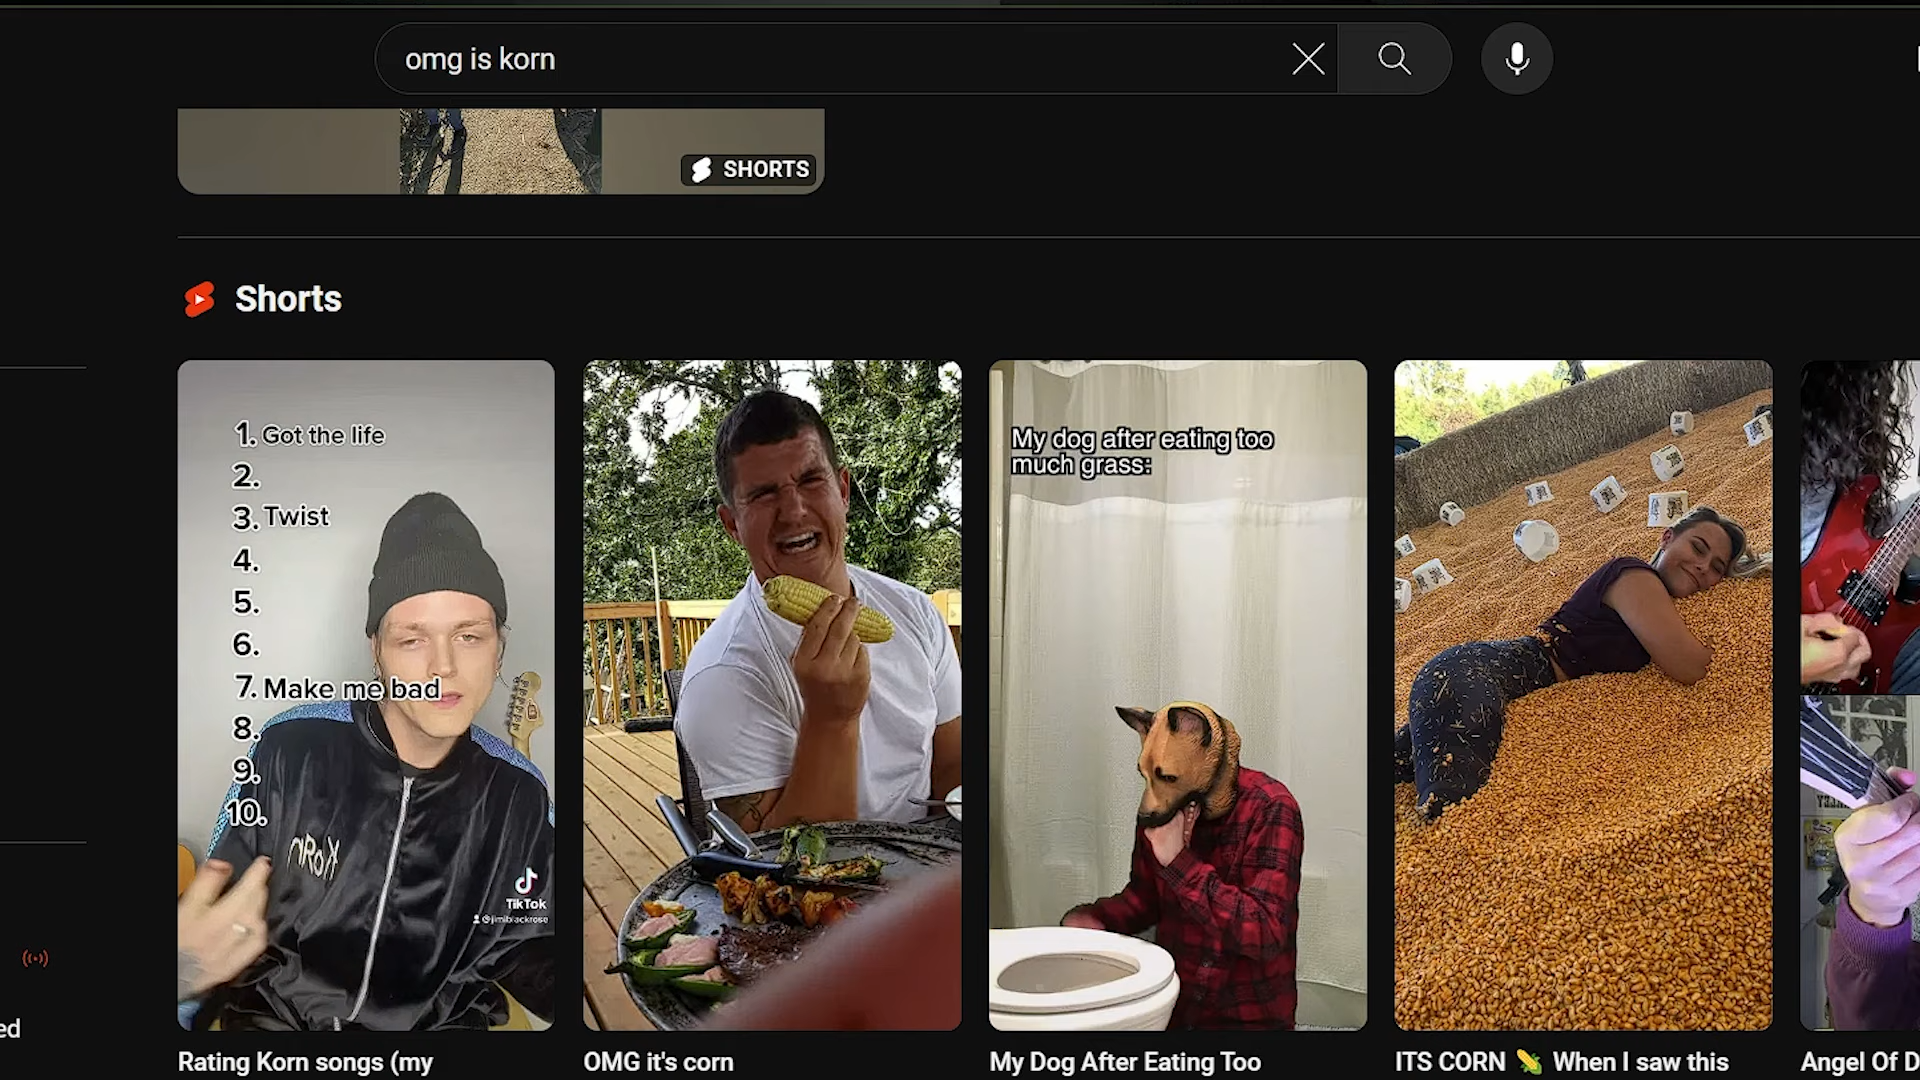 omg is korn
SHORTS
Shorts
1. Got the life
2.
3. Twist
4.
5.
6.
7. Make me bad
8.
9.
10.
KoRn
TikTok
@jimiblackrose
My dog after eating too
much grass:
ed
Rating Korn songs (my
OMG it's corn
My Dog After Eating Too
ITS CORN 🌽 When I saw this
Angel Of D